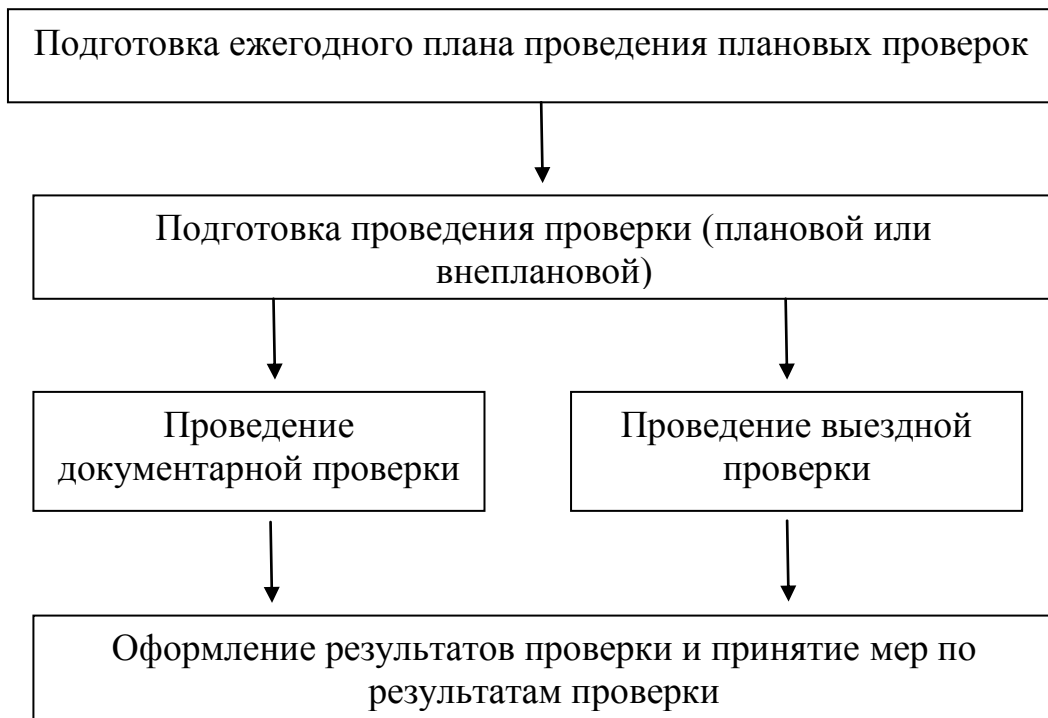 Подготовка ежегодного плана проведения плановых проверок
Подготовка проведения проверки (плановой или
внеплановой)
Проведение
документарной проверки
Проведение выездной
проверки
Оформление результатов проверки и принятие мер по
результатам проверки